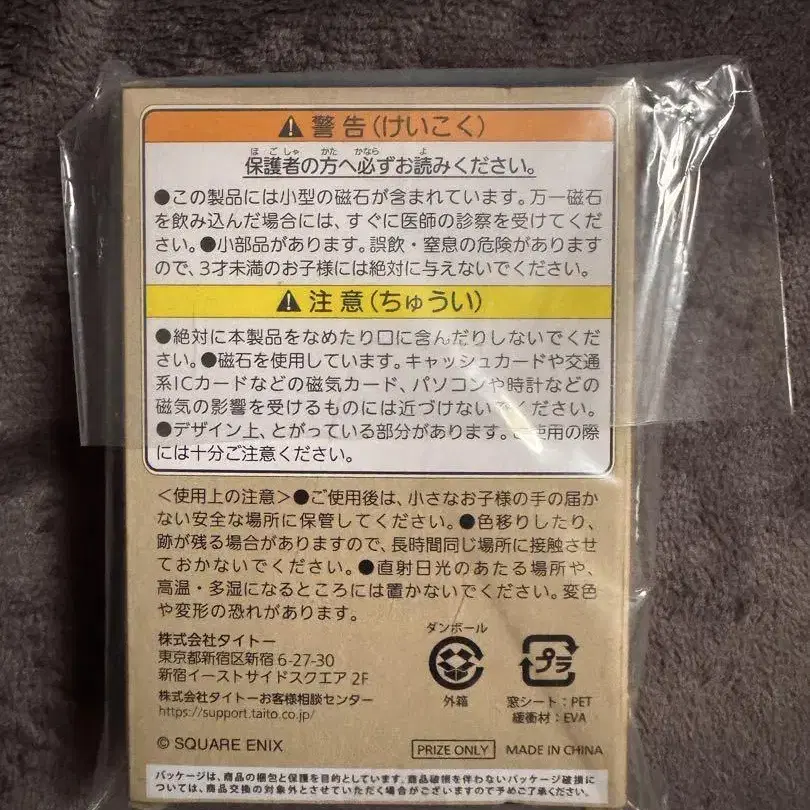 ⚠警告(けいこく)
ほごしゃ かた かなら よ
保護者の方へ必ずお読みください。
●この製品には小型の磁石が含まれています。万一磁石
を飲み込んだ場合には、すぐに医師の診察を受けてくだ
さい。●小部品があります。誤飲・窒息の危険があります
ので、3才未満のお子様には絶対に与えないでください。
⚠注意(ちゅうい)
●絶対に本製品をなめたり口に含んだりしないでくだ
さい。●磁石を使用しています。キャッシュカードや交通
系ICカードなどの磁気カード、パソコンや時計などの
磁気の影響を受けるものには近づけないでください。
●デザイン上、とがっている部分があります。ご使用の際
には十分ご注意ください。
<使用上の注意>●ご使用後は、小さなお子様の手の届か
ない安全な場所に保管してください。●色移りしたり、
跡が残る場合がありますので、長時間同じ場所に接触させ
ておかないでください。●直射日光のあたる場所や、
高温・多湿になるところには置かないでください。変色
や変形の恐れがあります。
株式会社タイトー
東京都新宿区新宿6-27-30
新宿イーストサイドスクエア 2F
株式会社タイトーお客様相談センター
https://support.taito.co.jp/
ダンボール
外箱
プラ
窓シート:PET
緩衝材:EVA
© SQUARE ENIX
PRIZE ONLY
MADE IN CHINA
パッケージは、商品の梱包と保護を目的としています。商品破損を伴わないパッケージ破損に
ついては、商品交換の対象外とさせていただく場合がございますので予めご了承ください。